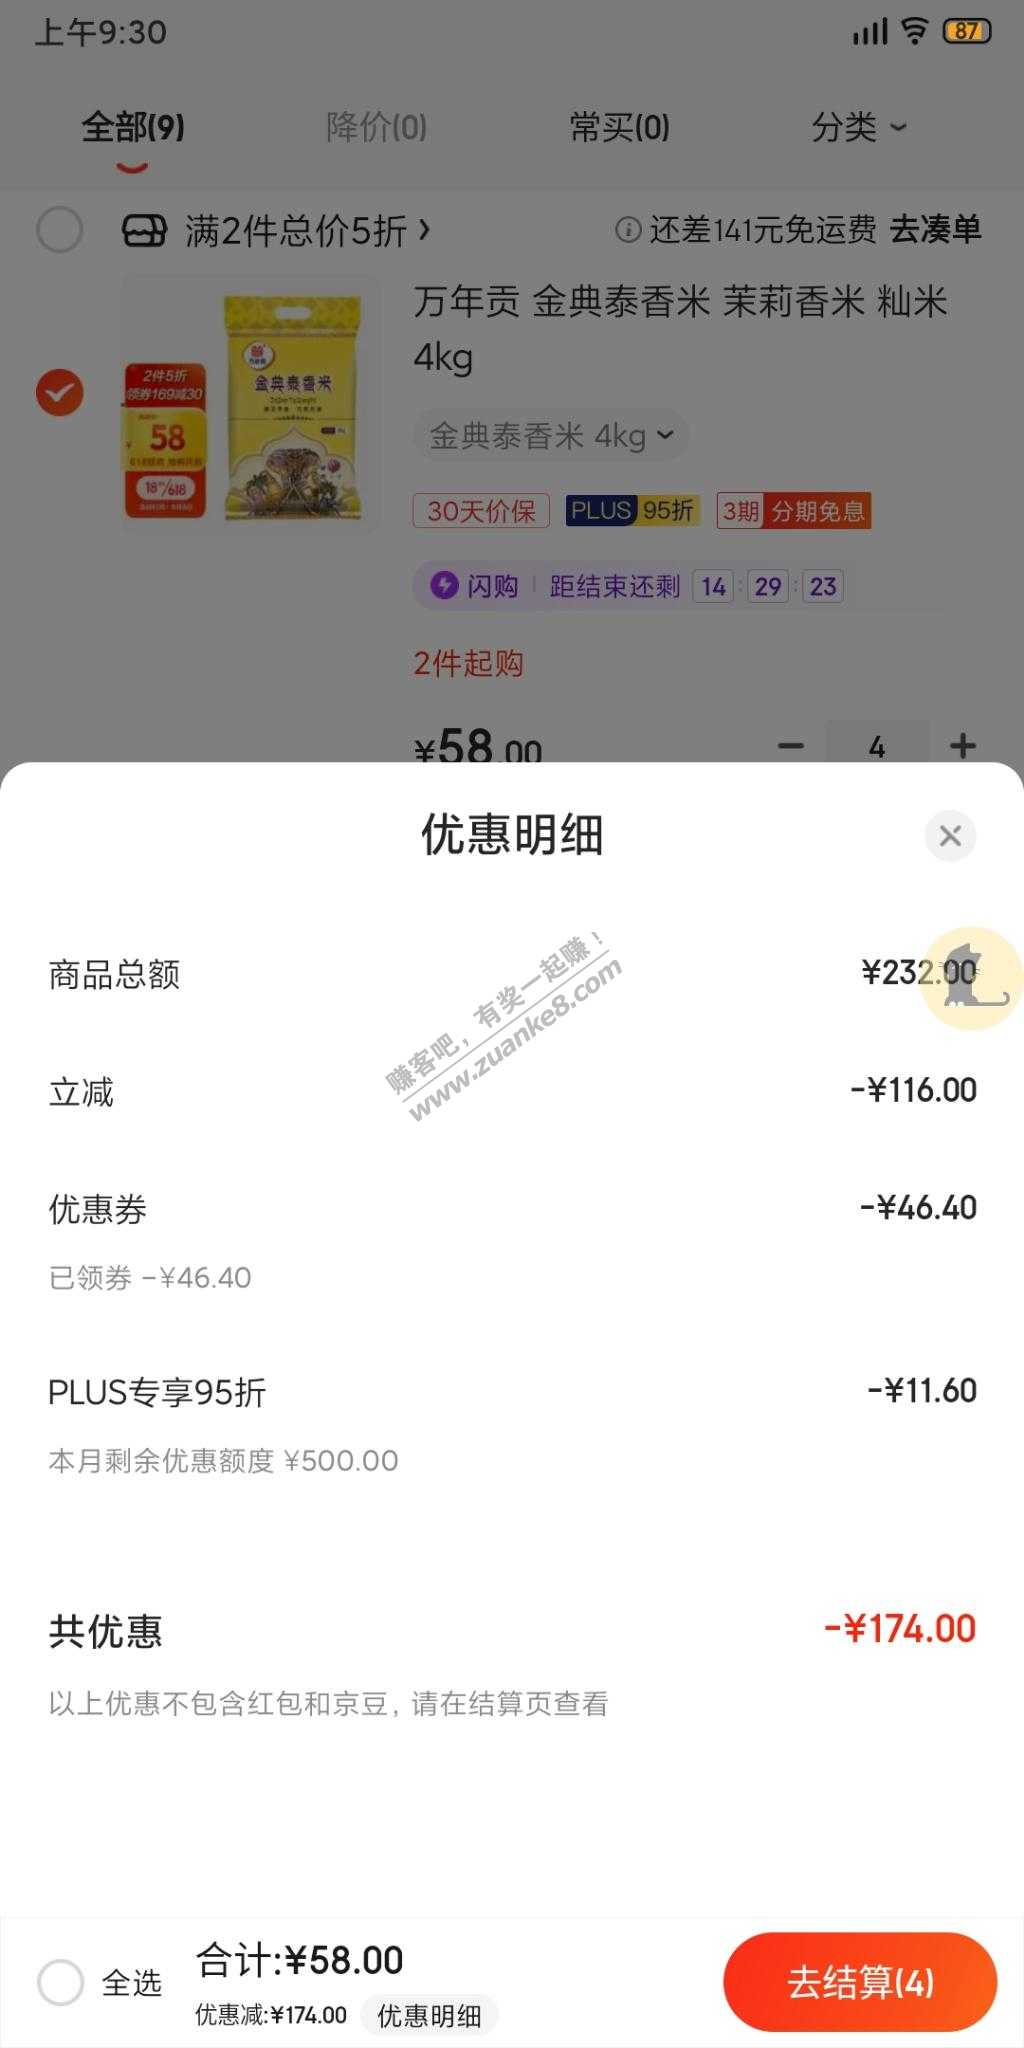 上午9:30
87
全部(9) 降价(0) 常买(0) 分类
满2件总价5折 还差141元免运费 去凑单
万年贡 金典泰香米 茉莉香米 籼米
4kg
2件5折
领券169减30
58
金典泰香米
金典泰香米 4kg
30天价保 PLUS 95折 3期 分期免息
闪购 距结束还剩 14 : 29 : 23
2件起购
¥58.00 4
优惠明细
商品总额 ¥232.00
赚客吧，有奖一起赚！
www.zuanke8.com
立减 -¥116.00
优惠券 -¥46.40
已领券 -¥46.40
PLUS专享95折 -¥11.60
本月剩余优惠额度 ¥500.00
共优惠 -¥174.00
以上优惠不包含红包和京豆, 请在结算页查看
全选 合计:¥58.00 去结算(4)
优惠减:¥174.00 优惠明细